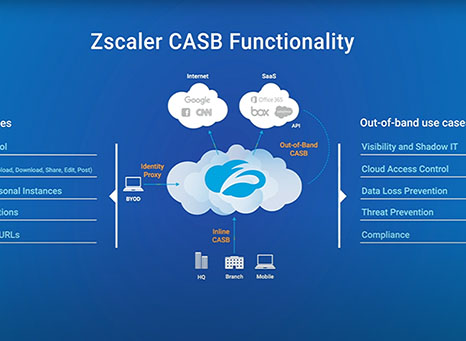 Zscaler CASB Functionality
Internet
SaaS
Google
CNN
Office 365
box
salesforce
API
es
Out-of-band use case
ol
Out-of-Band
CASB
Visibility and Shadow IT
load, Download, Share, Edit, Post)
Identity
Proxy
Cloud Access Control
rsonal Instances
BYOD
Data Loss Prevention
tions
Threat Prevention
URLs
Inline
CASB
Compliance
HQ
Branch
Mobile